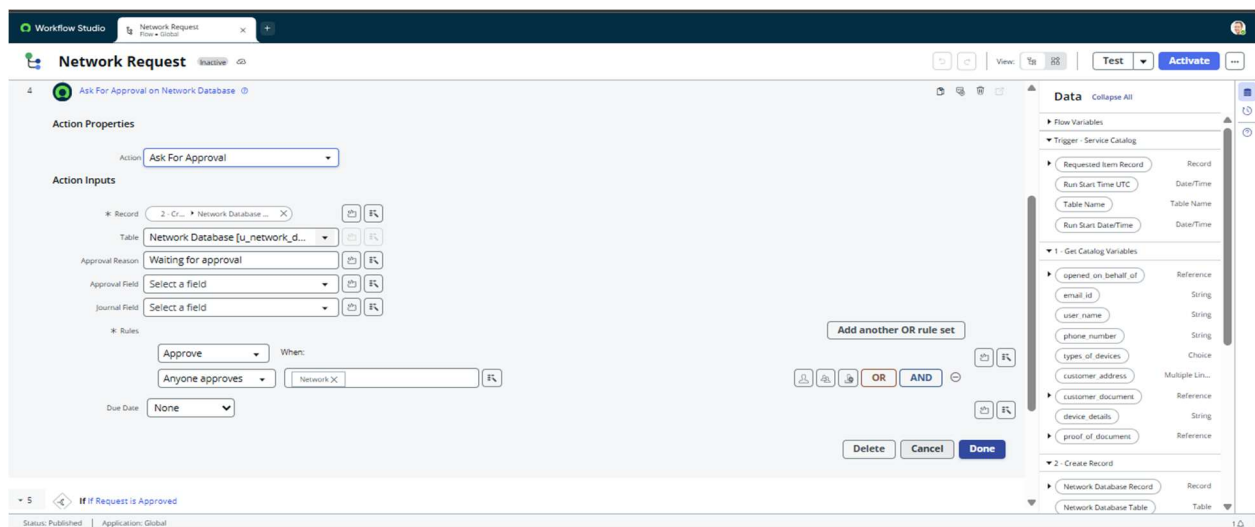 Workflow Studio
Network Request
Flow • Global
Network Request Inactive
View:
Test
Activate
4 Ask For Approval on Network Database
Action Properties
Action Ask For Approval
Action Inputs
* Record 2 - Cr... ▸ Network Database ... X
Table Network Database [u_network_d...
Approval Reason Waiting for approval
Approval Field Select a field
Journal Field Select a field
* Rules
Add another OR rule set
Approve When:
Anyone approves Network X OR AND
Due Date None
Delete Cancel Done
5 If If Request is Approved
Status: Published | Application: Global
Data Collapse All
Flow Variables
Trigger - Service Catalog
Requested Item Record Record
Run Start Time UTC Date/Time
Table Name Table Name
Run Start Date/Time Date/Time
1 - Get Catalog Variables
opened_on_behalf_of Reference
email_id String
user_name String
phone_number String
types_of_devices Choice
customer_address Multiple Lin...
customer_document Reference
device_details String
proof_of_document Reference
2 - Create Record
Network Database Record Record
Network Database Table Table
1